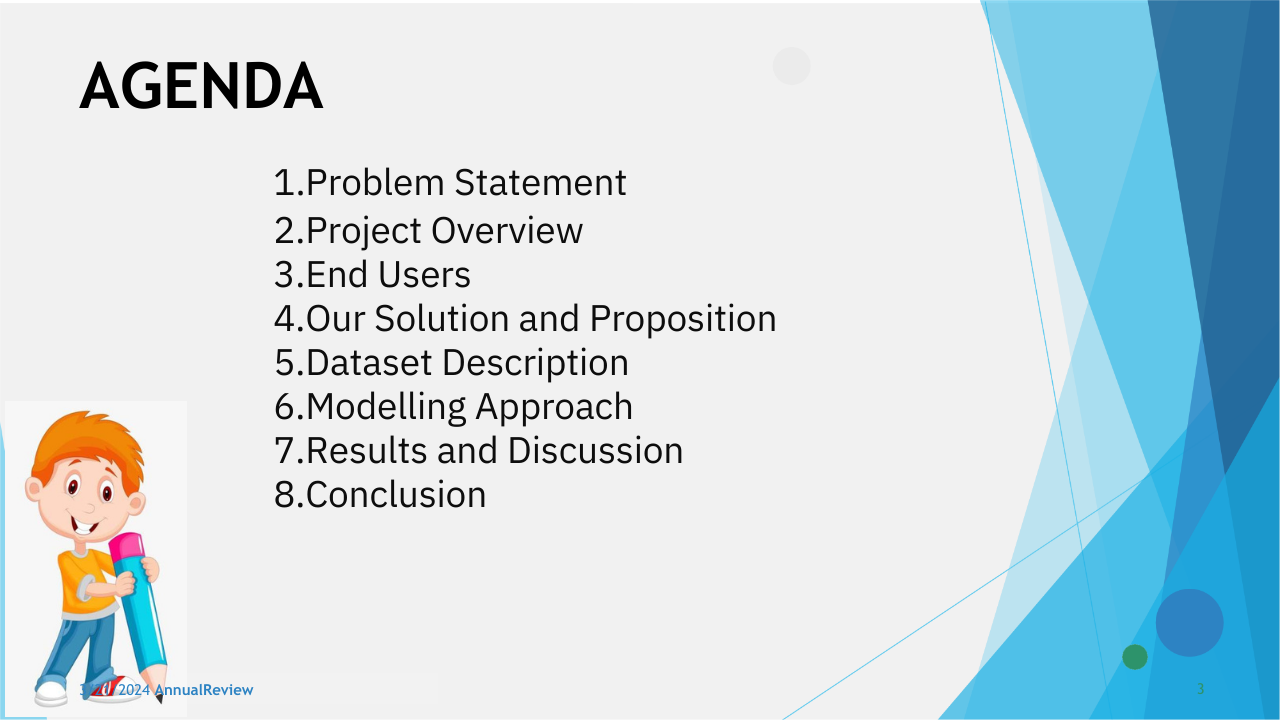 AGENDA
1.Problem Statement
2.Project Overview
3.End Users
4.Our Solution and Proposition
5.Dataset Description
6.Modelling Approach
7.Results and Discussion
8.Conclusion
2024 AnnualReview
3